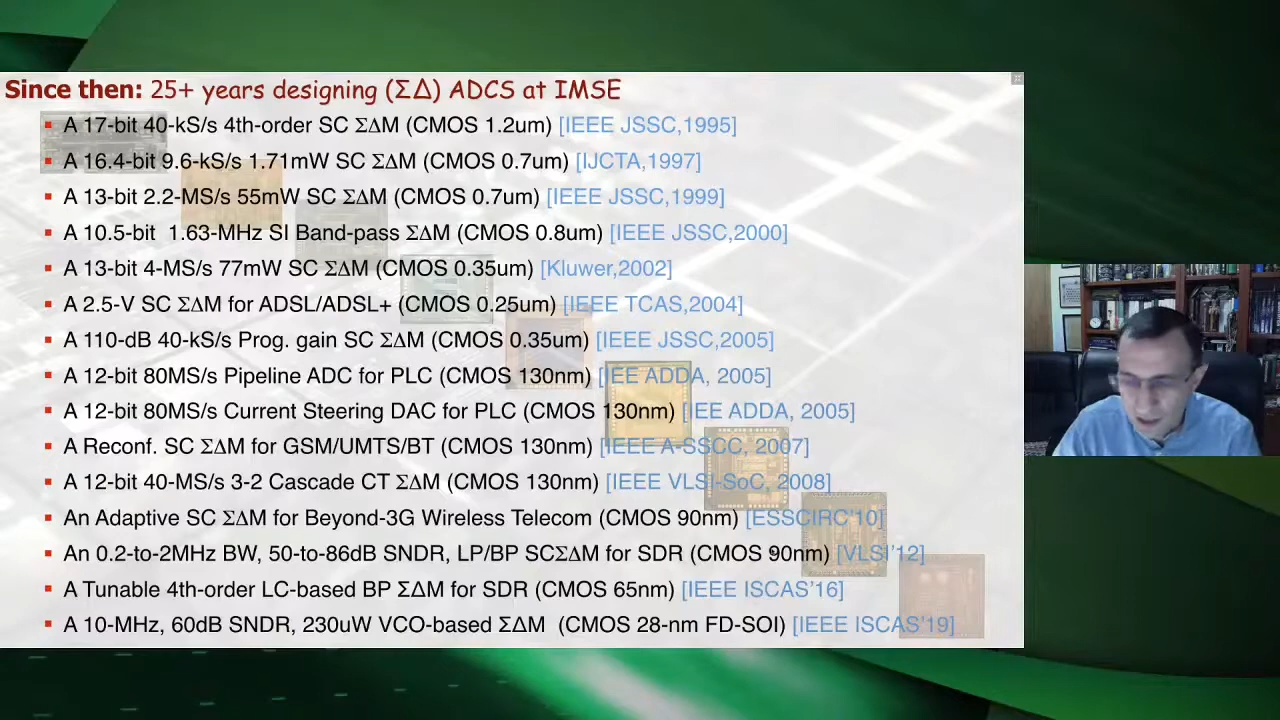 Since then: 25+ years designing (ΣΔ) ADCS at IMSE
A 17-bit 40-kS/s 4th-order SC ΣΔM (CMOS 1.2um) [IEEE JSSC,1995]
A 16.4-bit 9.6-kS/s 1.71mW SC ΣΔM (CMOS 0.7um) [IJCTA,1997]
A 13-bit 2.2-MS/s 55mW SC ΣΔM (CMOS 0.7um) [IEEE JSSC,1999]
A 10.5-bit 1.63-MHz SI Band-pass ΣΔM (CMOS 0.8um) [IEEE JSSC,2000]
A 13-bit 4-MS/s 77mW SC ΣΔM (CMOS 0.35um) [Kluwer,2002]
A 2.5-V SC ΣΔM for ADSL/ADSL+ (CMOS 0.25um) [IEEE TCAS,2004]
A 110-dB 40-kS/s Prog. gain SC ΣΔM (CMOS 0.35um) [IEEE JSSC,2005]
A 12-bit 80MS/s Pipeline ADC for PLC (CMOS 130nm) [IEE ADDA, 2005]
A 12-bit 80MS/s Current Steering DAC for PLC (CMOS 130nm) [IEE ADDA, 2005]
A Reconf. SC ΣΔM for GSM/UMTS/BT (CMOS 130nm) [IEEE A-SSCC, 2007]
A 12-bit 40-MS/s 3-2 Cascade CT ΣΔM (CMOS 130nm) [IEEE VLSI-SoC, 2008]
An Adaptive SC ΣΔM for Beyond-3G Wireless Telecom (CMOS 90nm) [ESSCIRC'10]
An 0.2-to-2MHz BW, 50-to-86dB SNDR, LP/BP SCΣΔM for SDR (CMOS 90nm) [VLSI'12]
A Tunable 4th-order LC-based BP ΣΔM for SDR (CMOS 65nm) [IEEE ISCAS'16]
A 10-MHz, 60dB SNDR, 230uW VCO-based ΣΔM (CMOS 28-nm FD-SOI) [IEEE ISCAS'19]